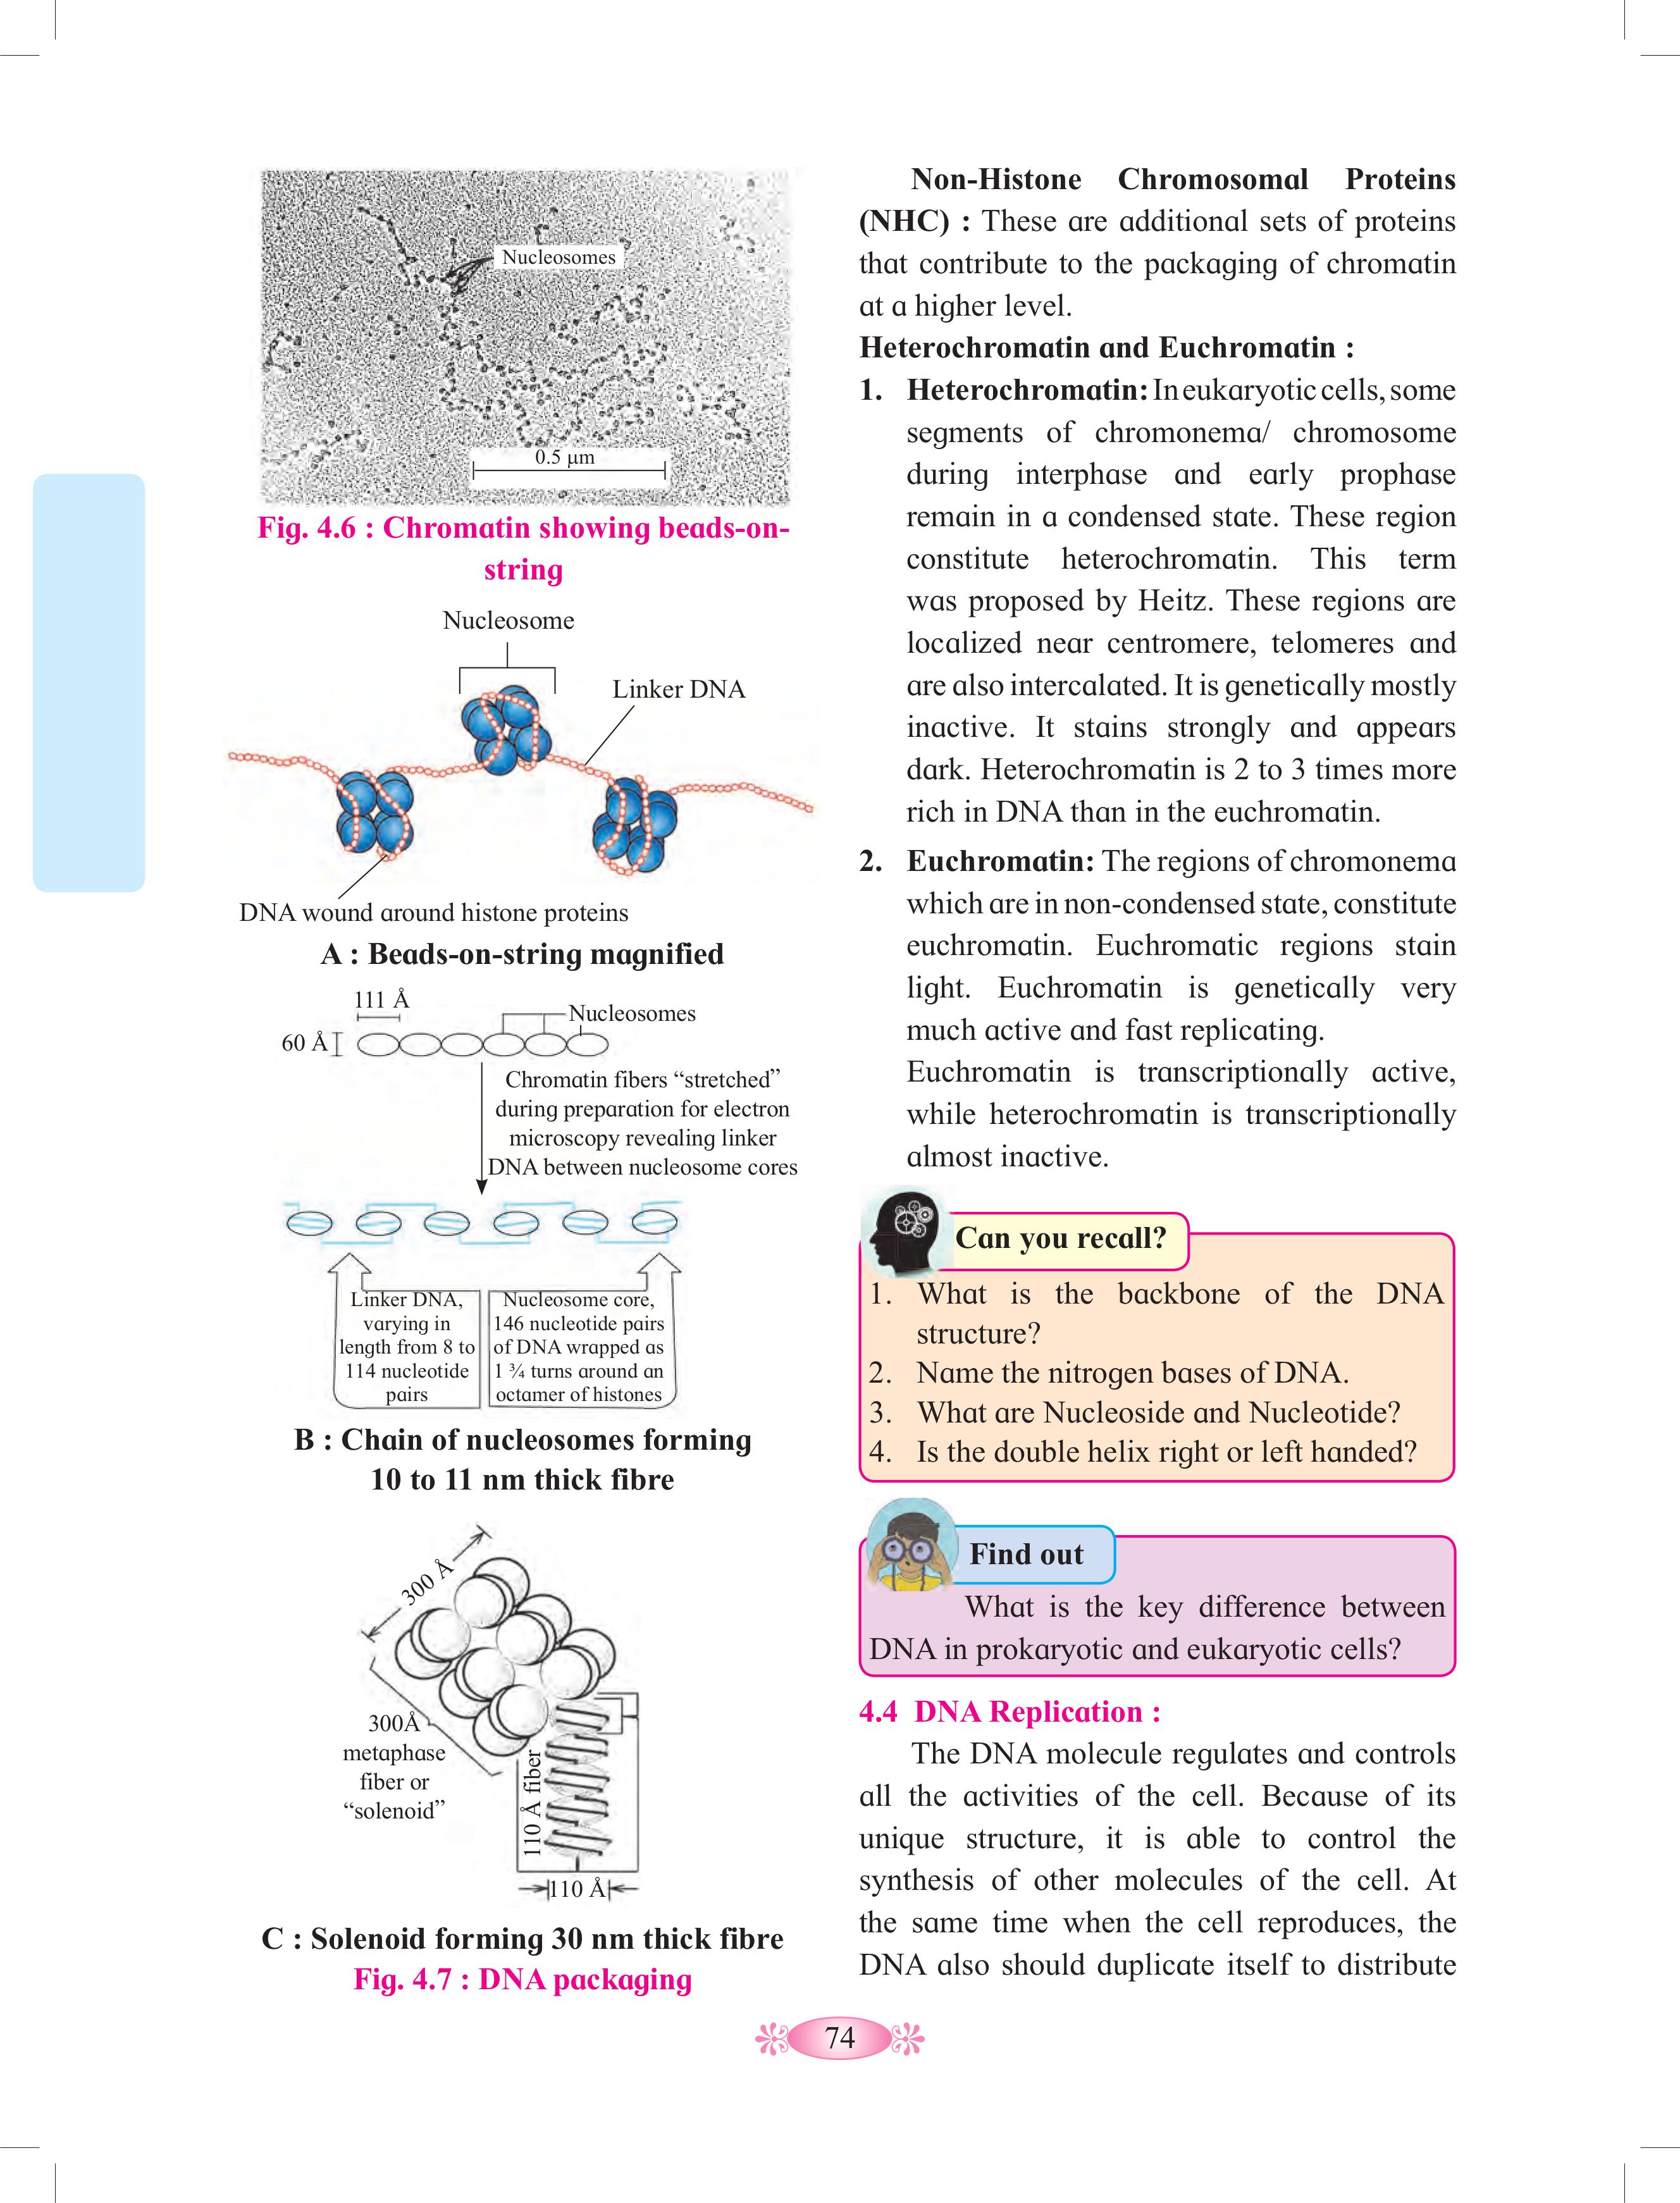 Nucleosomes
0.5 µm
Fig. 4.6 : Chromatin showing beads-on-
string
Nucleosome
Linker DNA
DNA wound around histone proteins
A : Beads-on-string magnified
111 Å
Nucleosomes
60 Å
Chromatin fibers “stretched”
during preparation for electron
microscopy revealing linker
DNA between nucleosome cores
Linker DNA,
varying in
length from 8 to
114 nucleotide
pairs
Nucleosome core,
146 nucleotide pairs
of DNA wrapped as
1 ¾ turns around an
octamer of histones
B : Chain of nucleosomes forming
10 to 11 nm thick fibre
300 Å
300Å
metaphase
fiber or
“solenoid”
110 Å fiber
110 Å
C : Solenoid forming 30 nm thick fibre
Fig. 4.7 : DNA packaging
Non-Histone Chromosomal Proteins
(NHC) : These are additional sets of proteins
that contribute to the packaging of chromatin
at a higher level.
Heterochromatin and Euchromatin :
1. Heterochromatin: In eukaryotic cells, some
segments of chromonema/ chromosome
during interphase and early prophase
remain in a condensed state. These region
constitute heterochromatin. This term
was proposed by Heitz. These regions are
localized near centromere, telomeres and
are also intercalated. It is genetically mostly
inactive. It stains strongly and appears
dark. Heterochromatin is 2 to 3 times more
rich in DNA than in the euchromatin.
2. Euchromatin: The regions of chromonema
which are in non-condensed state, constitute
euchromatin. Euchromatic regions stain
light. Euchromatin is genetically very
much active and fast replicating.
Euchromatin is transcriptionally active,
while heterochromatin is transcriptionally
almost inactive.
Can you recall?
1. What is the backbone of the DNA
structure?
2. Name the nitrogen bases of DNA.
3. What are Nucleoside and Nucleotide?
4. Is the double helix right or left handed?
Find out
What is the key difference between
DNA in prokaryotic and eukaryotic cells?
4.4 DNA Replication :
The DNA molecule regulates and controls
all the activities of the cell. Because of its
unique structure, it is able to control the
synthesis of other molecules of the cell. At
the same time when the cell reproduces, the
DNA also should duplicate itself to distribute
74